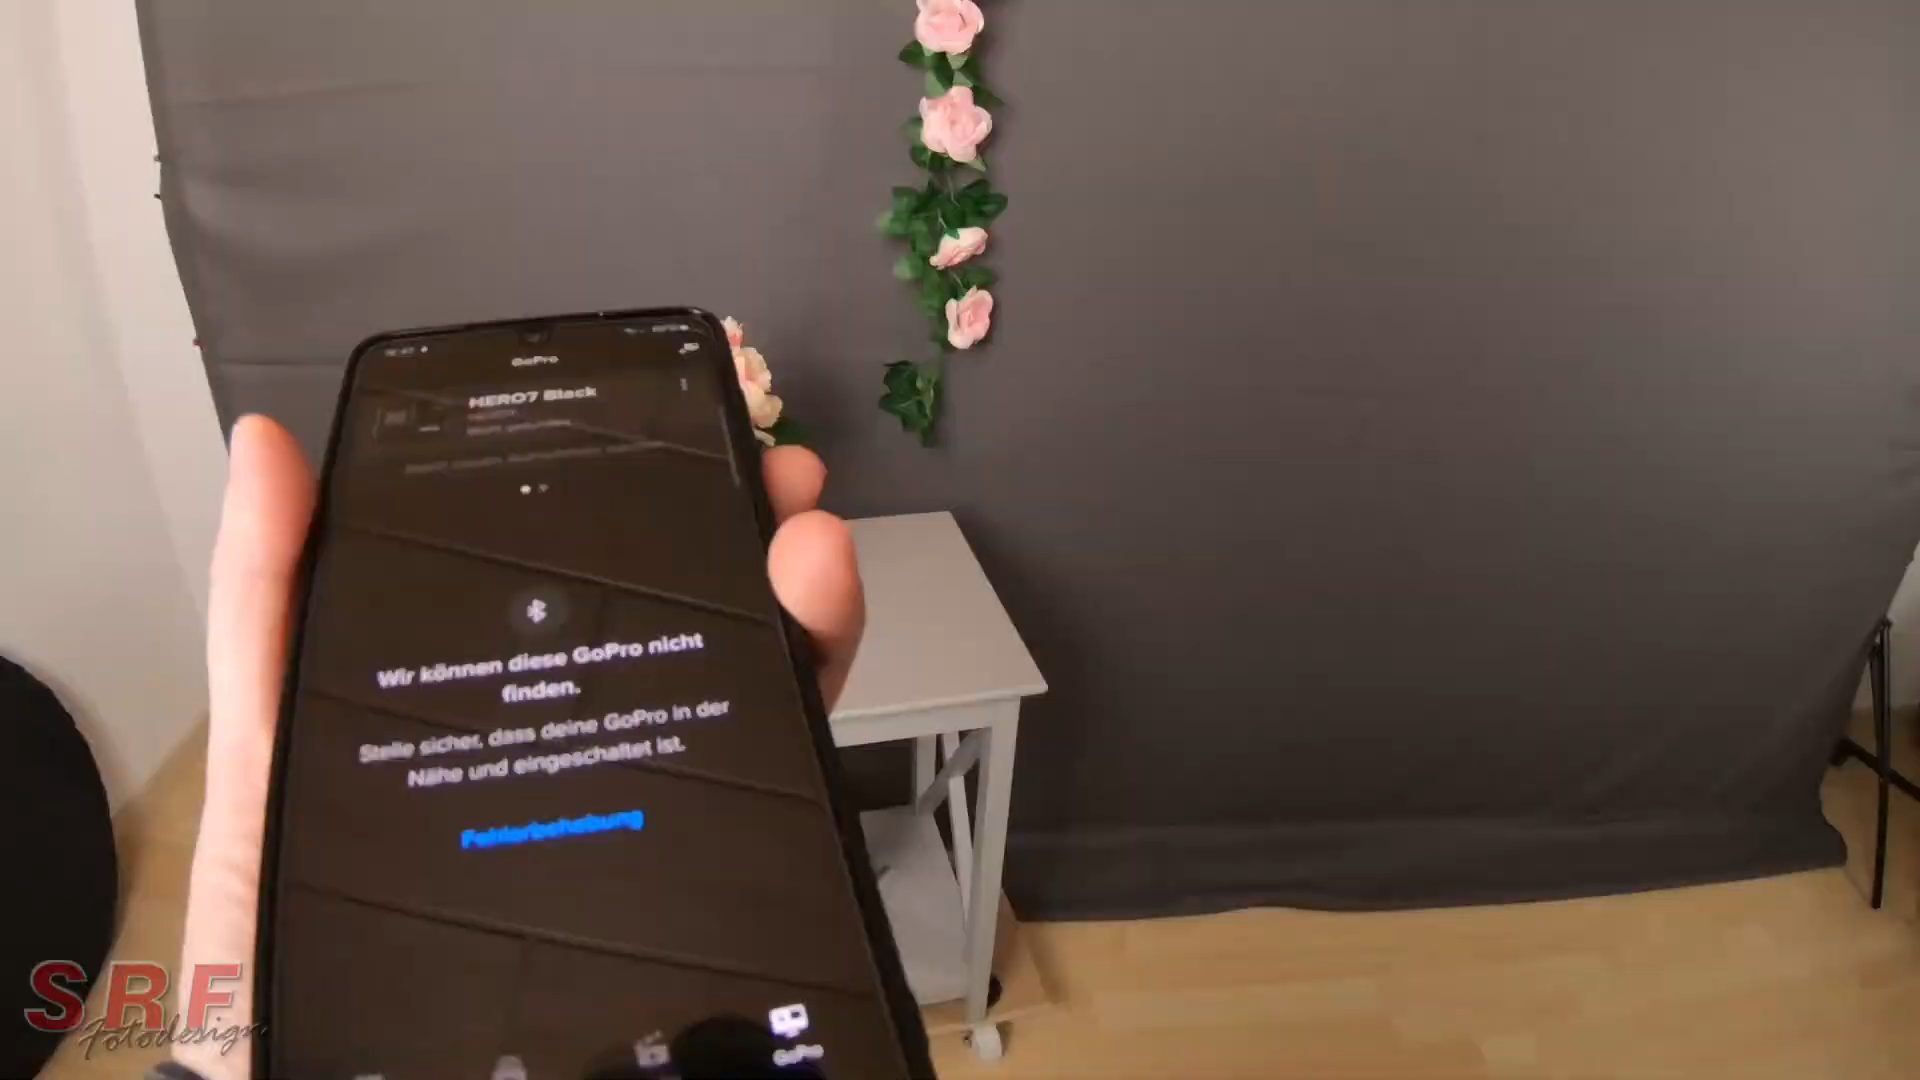 GoPro
HERO7 Black
Wir können diese GoPro nicht
finden.
Stelle sicher, dass deine GoPro in der
Nähe und eingeschaltet ist.
Fehlerbehebung
GoPro
SRF
Fotodesign